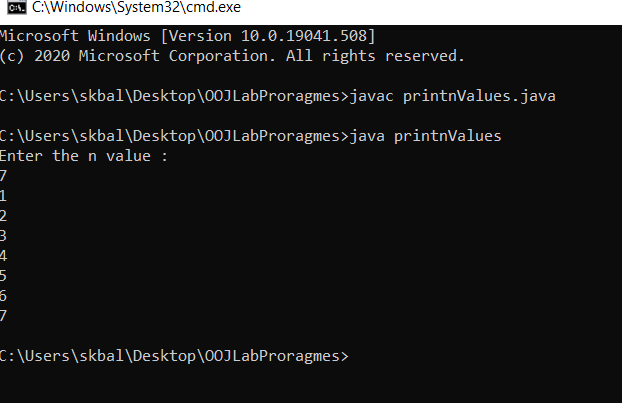 C:\Windows\System32\cmd.exe
Microsoft Windows [Version 10.0.19041.508]
(c) 2020 Microsoft Corporation. All rights reserved.
C:\Users\skbal\Desktop\OOJLabProragmes>javac printnValues.java
C:\Users\skbal\Desktop\OOJLabProragmes>java printnValues
Enter the n value :
7
1
2
3
4
5
6
7
C:\Users\skbal\Desktop\OOJLabProragmes>